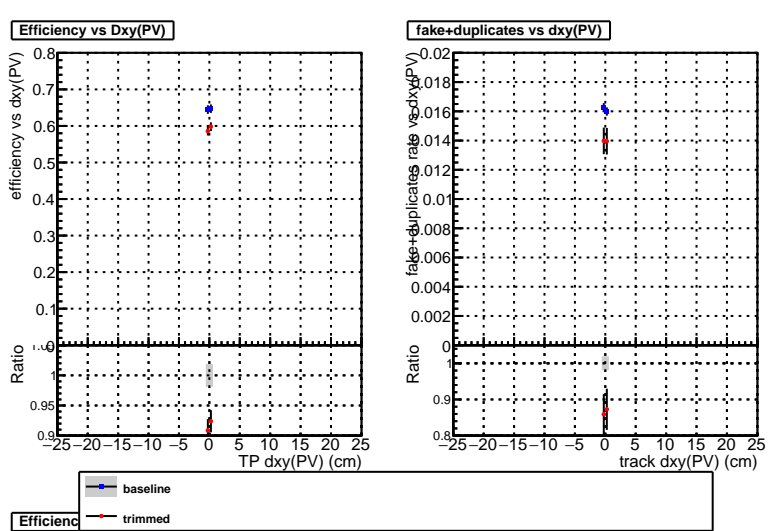 Efficiency vs Dxy(PV)
efficiency vs dxy(PV)
0.8
0.7
0.6
0.5
0.4
0.3
0.2
0.1
0
Ratio
1
0.95
0.9
−25 −20 −15 −10 −5 0 5 10 15 20 25
TP dxy(PV) (cm)
fake+duplicates vs dxy(PV)
fake+duplicates rate vs dxy(PV)
0.02
0.018
0.016
0.014
0.012
0.01
0.008
0.006
0.004
0.002
0
Ratio
1
0.9
0.8
−25 −20 −15 −10 −5 0 5 10 15 20 25
track dxy(PV) (cm)
baseline
trimmed
Efficienc